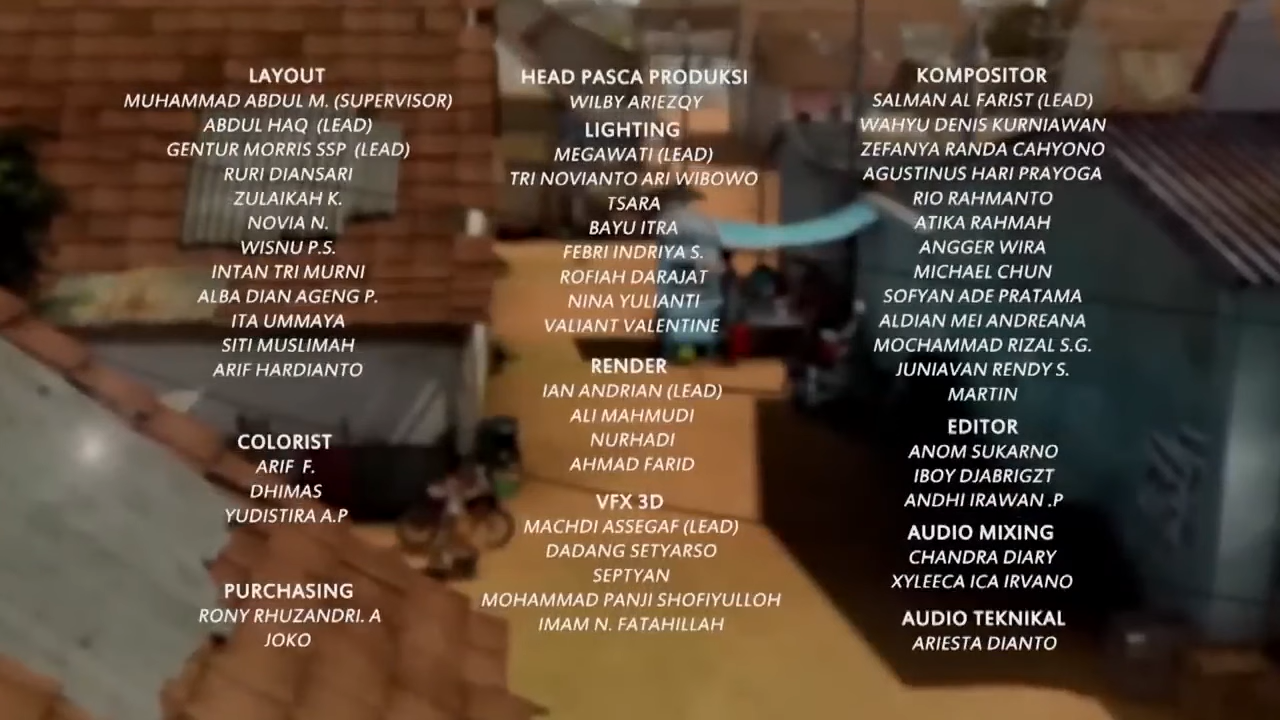 LAYOUT
MUHAMMAD ABDUL M. (SUPERVISOR)
ABDUL HAQ (LEAD)
GENTUR MORRIS SSP (LEAD)
RURI DIANSARI
ZULAIKAH K.
NOVIA N.
WISNU P.S.
INTAN TRI MURNI
ALBA DIAN AGENG P.
ITA UMMAYA
SITI MUSLIMAH
ARIF HARDIANTO
COLORIST
ARIF F.
DHIMAS
YUDISTIRA A.P
PURCHASING
RONY RHUZANDRI. A
JOKO
HEAD PASCA PRODUKSI
WILBY ARIEZQY
LIGHTING
MEGAWATI (LEAD)
TRI NOVIANTO ARI WIBOWO
TSARA
BAYU ITRA
FEBRI INDRIYA S.
ROFIAH DARAJAT
NINA YULIANTI
VALIANT VALENTINE
RENDER
IAN ANDRIAN (LEAD)
ALI MAHMUDI
NURHADI
AHMAD FARID
VFX 3D
MACHDI ASSEGAF (LEAD)
DADANG SETYARSO
SEPTYAN
MOHAMMAD PANJI SHOFIYULLOH
IMAM N. FATAHILLAH
KOMPOSITOR
SALMAN AL FARIST (LEAD)
WAHYU DENIS KURNIAWAN
ZEFANYA RANDA CAHYONO
AGUSTINUS HARI PRAYOGA
RIO RAHMANTO
ATIKA RAHMAH
ANGGER WIRA
MICHAEL CHUN
SOFYAN ADE PRATAMA
ALDIAN MEI ANDREANA
MOCHAMMAD RIZAL S.G.
JUNIAVAN RENDY S.
MARTIN
EDITOR
ANOM SUKARNO
IBOY DJABRIGZT
ANDHI IRAWAN .P
AUDIO MIXING
CHANDRA DIARY
XYLEECA ICA IRVANO
AUDIO TEKNIKAL
ARIESTA DIANTO